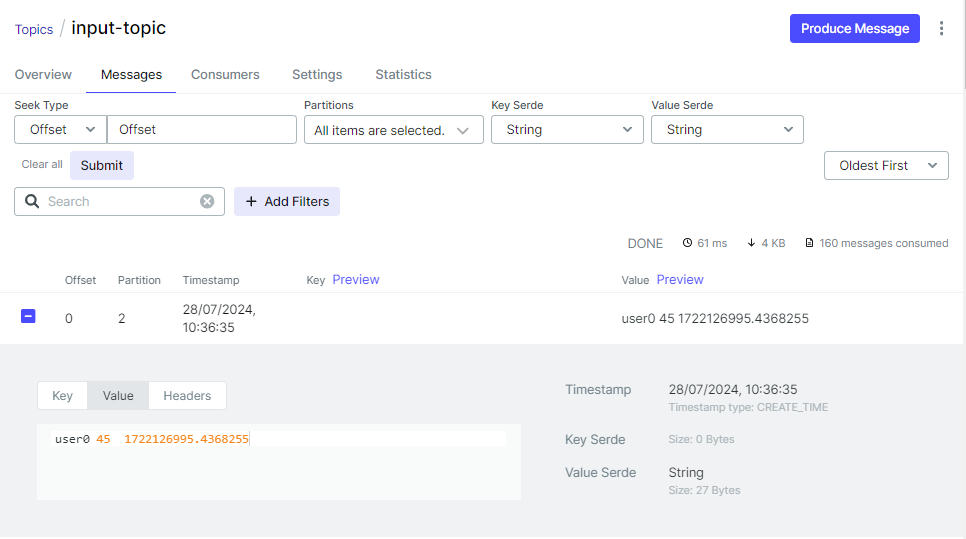 Topics / input-topic
Produce Message
Overview Messages Consumers Settings Statistics
Seek Type Partitions Key Serde Value Serde
Offset Offset All items are selected. String String
Clear all Submit Oldest First
Search Add Filters
DONE 61 ms 4 KB 160 messages consumed
Offset Partition Timestamp Key Preview Value Preview
0 2 28/07/2024, 10:36:35 user0 45 1722126995.4368255
Key Value Headers
user0 45 1722126995.4368255
Timestamp 28/07/2024, 10:36:35
Timestamp type: CREATE_TIME
Key Serde Size: 0 Bytes
Value Serde String
Size: 27 Bytes